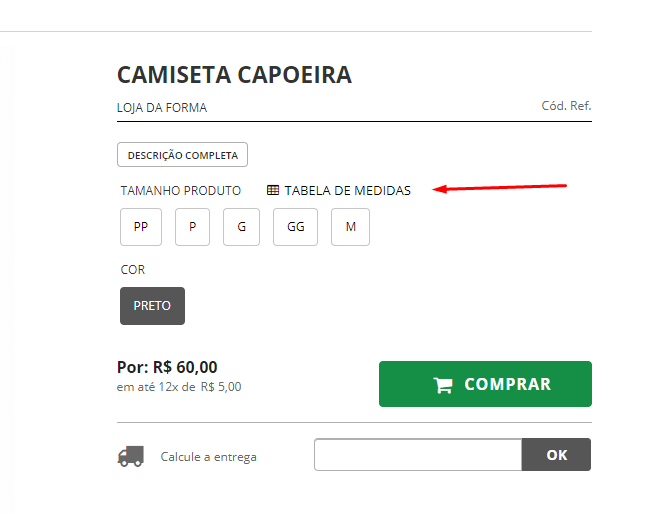 CAMISETA CAPOEIRA
LOJA DA FORMA Cód. Ref.
DESCRIÇÃO COMPLETA
TAMANHO PRODUTO TABELA DE MEDIDAS
PP P G GG M
COR
PRETO
Por: R$ 60,00
em até 12x de R$ 5,00
COMPRAR
Calcule a entrega OK